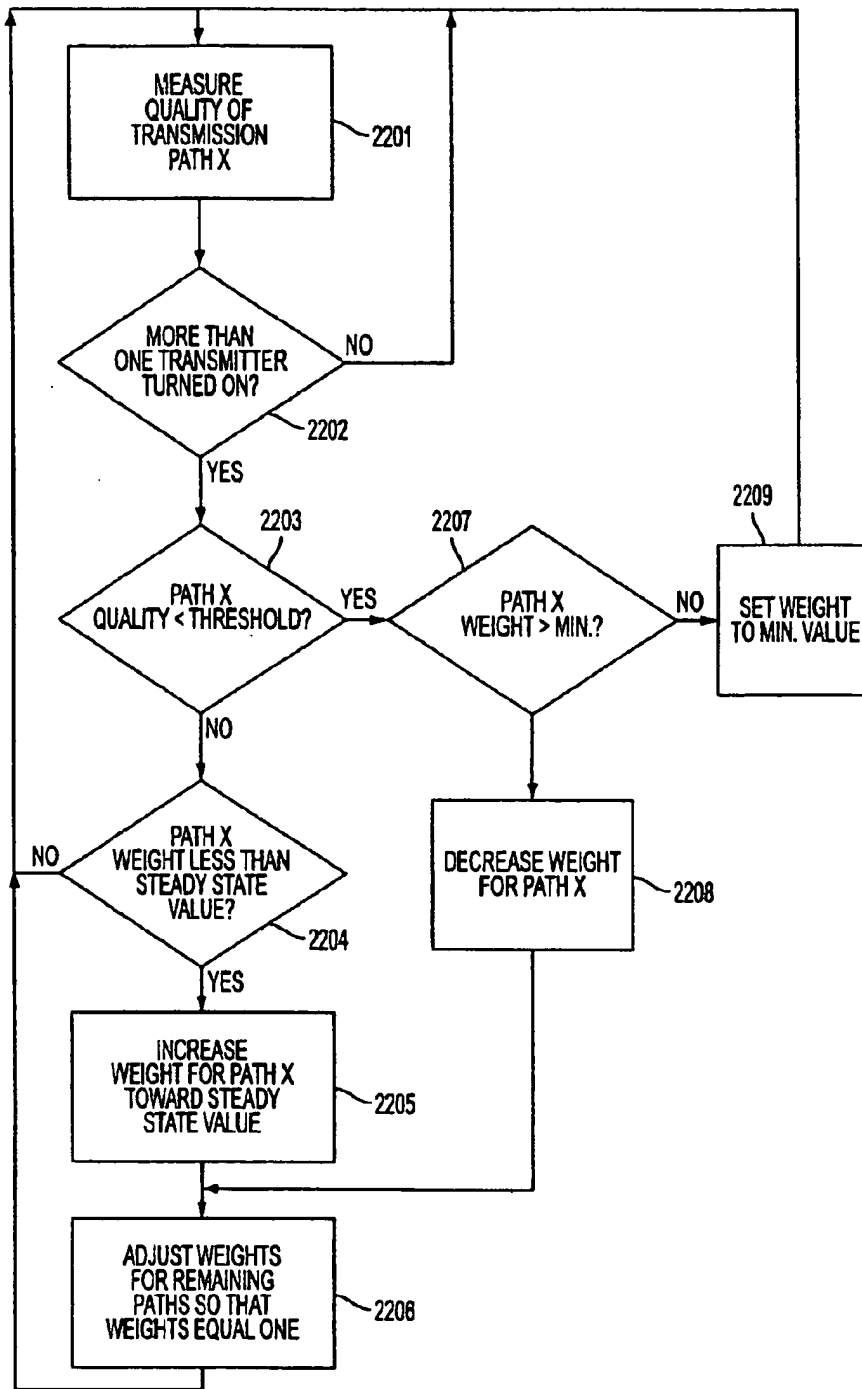 MEASURE
QUALITY OF
TRANSMISSION
PATH X
2201
MORE THAN
ONE TRANSMITTER
TURNED ON?
NO
2202
YES
2203
PATH X
QUALITY < THRESHOLD?
YES
2207
PATH X
WEIGHT > MIN.?
NO
2209
SET WEIGHT
TO MIN. VALUE
NO
PATH X
WEIGHT LESS THAN
STEADY STATE
VALUE?
NO
2204
YES
DECREASE WEIGHT
FOR PATH X
2208
INCREASE
WEIGHT FOR PATH X
TOWARD STEADY
STATE VALUE
2205
ADJUST WEIGHTS
FOR REMAINING
PATHS SO THAT
WEIGHTS EQUAL ONE
2206